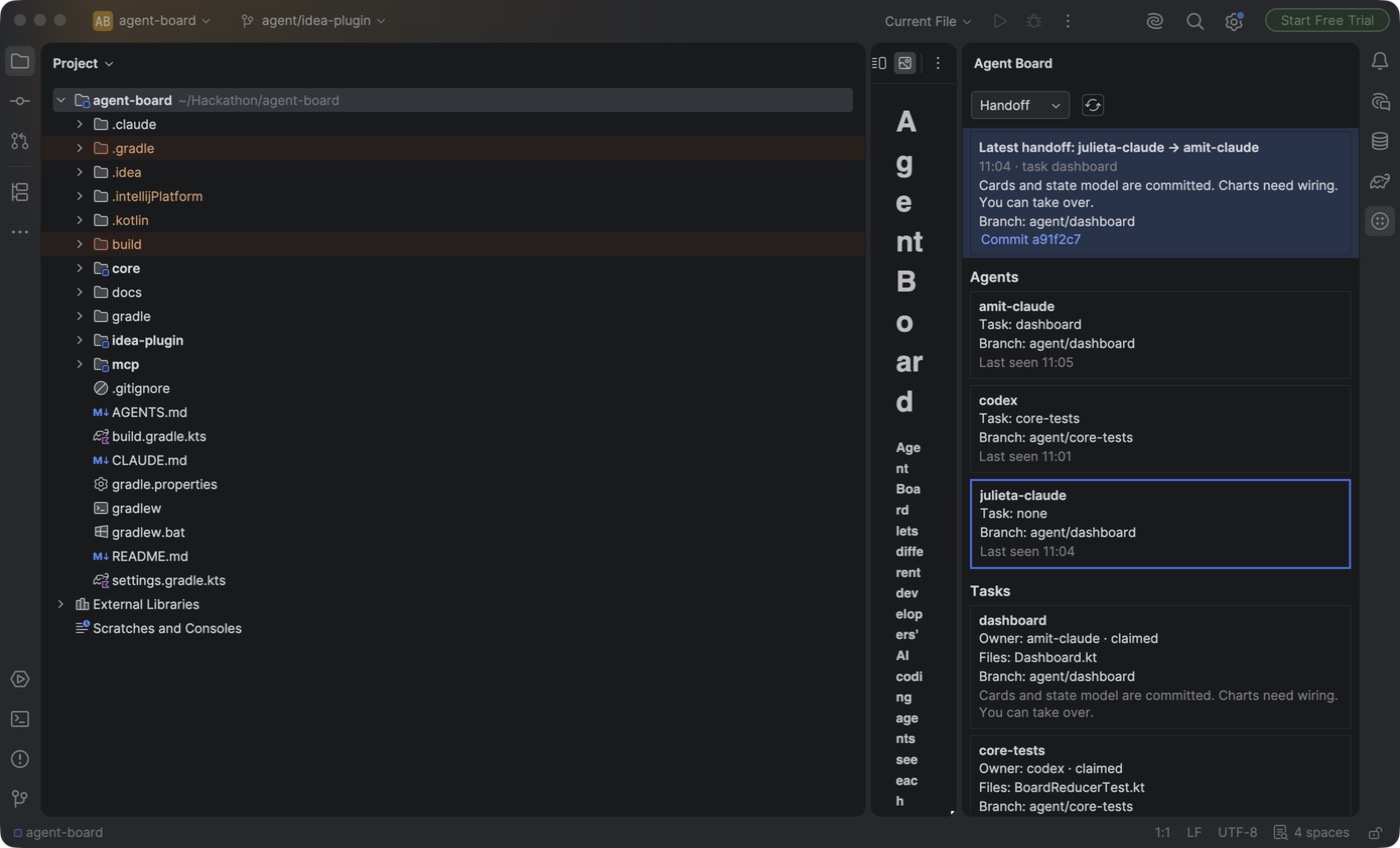 AB agent-board agent/idea-plugin Current File Start Free Trial
Project
agent-board ~/Hackathon/agent-board
.claude
.gradle
.idea
.intellijPlatform
.kotlin
build
core
docs
gradle
idea-plugin
mcp
.gitignore
M↓ AGENTS.md
build.gradle.kts
M↓ CLAUDE.md
gradle.properties
gradlew
gradlew.bat
M↓ README.md
settings.gradle.kts
External Libraries
Scratches and Consoles
A
g
e
nt
B
o
ar
d
Age
nt
Boa
rd
lets
diffe
rent
dev
elop
ers'
AI
codi
ng
age
nts
see
eac
h
Agent Board
Handoff
Latest handoff: julieta-claude → amit-claude
11:04 · task dashboard
Cards and state model are committed. Charts need wiring.
You can take over.
Branch: agent/dashboard
Commit a91f2c7
Agents
amit-claude
Task: dashboard
Branch: agent/dashboard
Last seen 11:05
codex
Task: core-tests
Branch: agent/core-tests
Last seen 11:01
julieta-claude
Task: none
Branch: agent/dashboard
Last seen 11:04
Tasks
dashboard
Owner: amit-claude · claimed
Files: Dashboard.kt
Branch: agent/dashboard
Cards and state model are committed. Charts need wiring.
You can take over.
core-tests
Owner: codex · claimed
Files: BoardReducerTest.kt
Branch: agent/core-tests
agent-board 1:1 LF UTF-8 4 spaces